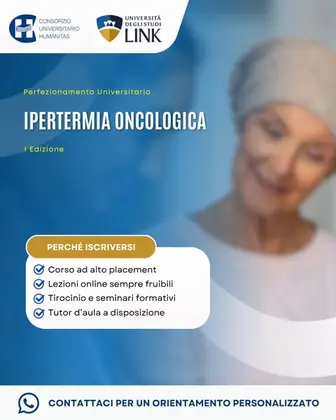 CONSORZIO
UNIVERSITARIO
HUMANITAS
UNIVERSITÀ
DEGLI STUDI
LINK
Perfezionamento Universitario
IPERTERMIA ONCOLOGICA
1 Edizione
PERCHÉ ISCRIVERSI
Corso ad alto placement
Lezioni online sempre fruibili
Tirocinio e seminari formativi
Tutor d'aula a disposizione
CONTATTACI PER UN ORIENTAMENTO PERSONALIZZATO